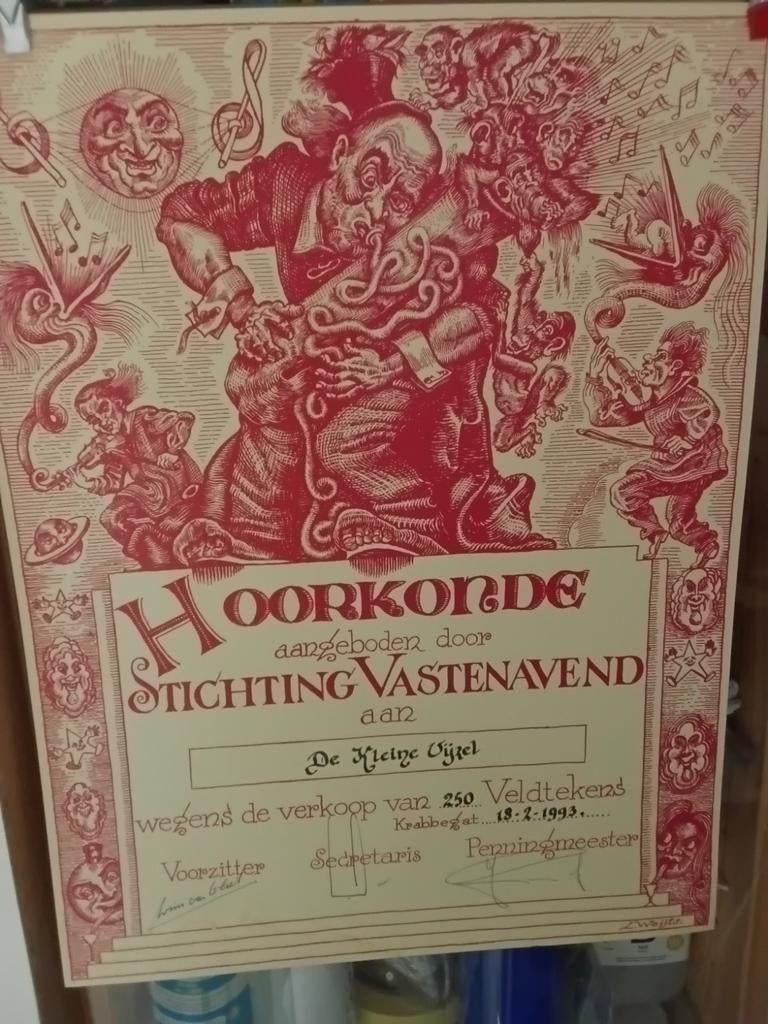 HOORKONDE
aangeboden door
STICHTING VASTENAVEND
aan
De Kleine Vijzel
wegens de verkoop van 250 Veldtekens
Krabbegat 18-2-1993.
Voorzitter Secretaris Penningmeester